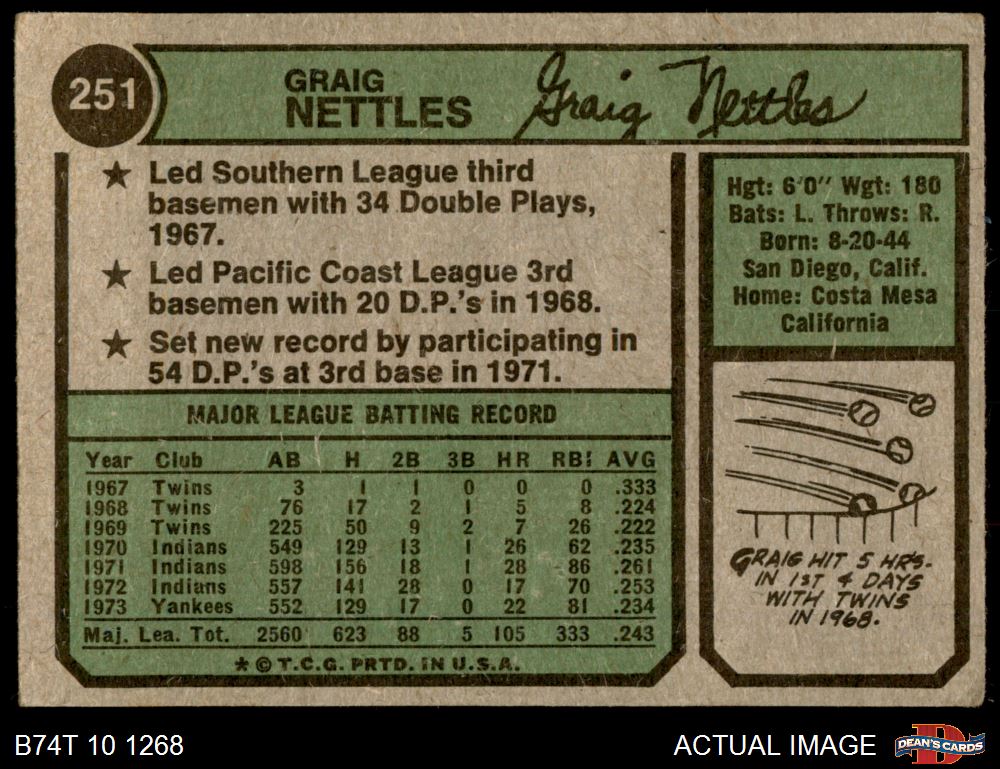 251
GRAIG
NETTLES
Graig Nettles
★ Led Southern League third
basemen with 34 Double Plays,
1967.
★ Led Pacific Coast League 3rd
basemen with 20 D.P.'s in 1968.
★ Set new record by participating in
54 D.P.'s at 3rd base in 1971.
Hgt: 6'0" Wgt: 180
Bats: L. Throws: R.
Born: 8-20-44
San Diego, Calif.
Home: Costa Mesa
California
MAJOR LEAGUE BATTING RECORD
Year Club AB H 2B 3B HR RBI AVG
1967 Twins 3 1 1 0 0 0 .333
1968 Twins 76 17 2 1 5 8 .224
1969 Twins 225 50 9 2 7 26 .222
1970 Indians 549 129 13 1 26 62 .235
1971 Indians 598 156 18 1 28 86 .261
1972 Indians 557 141 28 0 17 70 .253
1973 Yankees 552 129 17 0 22 81 .234
Maj. Lea. Tot. 2560 623 88 5 105 333 .243
★ © T.C.G. PRTD. IN U.S.A.
GRAIG HIT 5 HRS.
IN 1ST 4 DAYS
WITH TWINS
IN 1968.
B74T 10 1268
ACTUAL IMAGE
D
DEAN'S CARDS